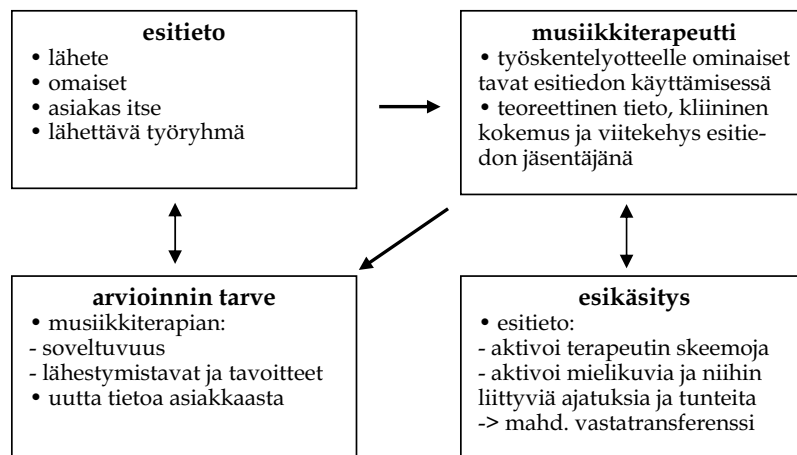 esitieto
• lähete
• omaiset
• asiakas itse
• lähettävä työryhmä
musiikkiterapeutti
• työskentelyotteelle ominaiset
tavat esitiedon käyttämisessä
• teoreettinen tieto, kliininen
kokemus ja viitekehys esitie-
don jäsentäjänä
arvioinnin tarve
• musiikkiterapian:
- soveltuvuus
- lähestymistavat ja tavoitteet
• uutta tietoa asiakkaasta
esikäsitys
• esitieto:
- aktivoi terapeutin skeemoja
- aktivoi mielikuvia ja niihin
liittyviä ajatuksia ja tunteita
-> mahd. vastatransferenssi